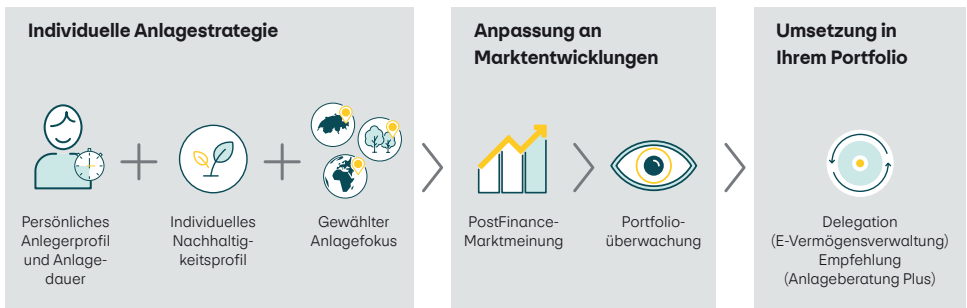 Individuelle Anlagestrategie
Persönliches
Anlegerprofil
und Anlage-
dauer
Individuelles
Nachhaltig-
keitsprofil
Gewählter
Anlagefokus
Anpassung an
Marktentwicklungen
PostFinance-
Marktmeinung
Portfolio-
überwachung
Umsetzung in
Ihrem Portfolio
Delegation
(E-Vermögensverwaltung)
Empfehlung
(Anlageberatung Plus)